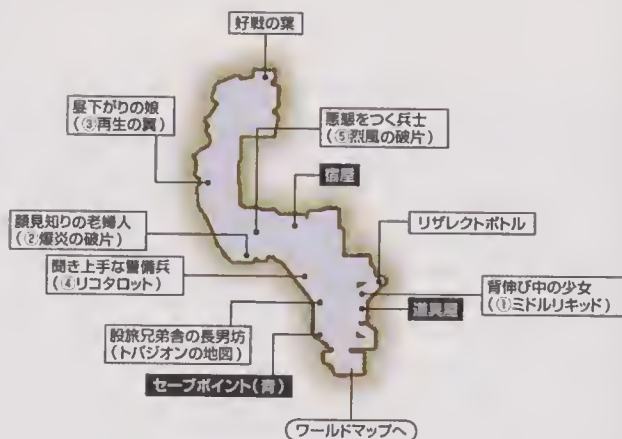 好戦の葉
昼下がりの娘
(③再生の翼)
悪態をつく兵士
(⑤烈風の破片)
宿屋
顔見知りの老婦人
(②爆炎の破片)
リザレクトボトル
聞き上手な警備兵
(④リコタロット)
背伸び中の少女
(①ミドルリキッド)
道具屋
股旅兄弟舎の長男坊
(トパジオンの地図)
セーブポイント(青)
(ワールドマップへ)